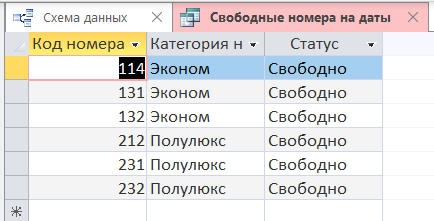 Схема данных Свободные номера на даты
Код номера Категория н Статус
114 Эконом Свободно
131 Эконом Свободно
132 Эконом Свободно
212 Полулюкс Свободно
231 Полулюкс Свободно
232 Полулюкс Свободно